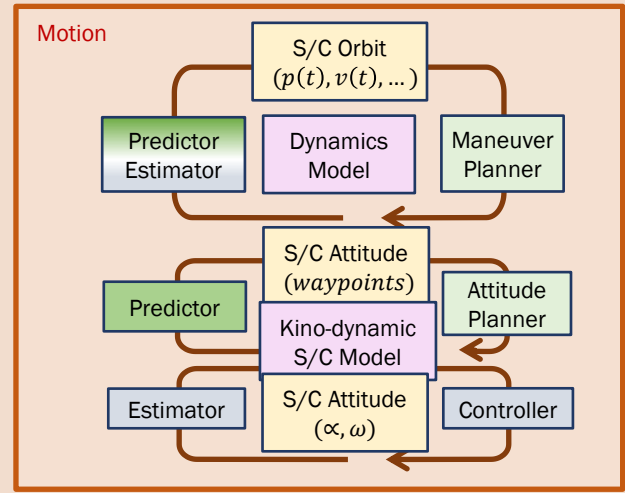 Motion
S/C Orbit
(p(t), v(t), ...)
Predictor
Estimator
Dynamics
Model
Maneuver
Planner
S/C Attitude
(waypoints)
Predictor
Attitude
Planner
Kino-dynamic
S/C Model
Estimator
S/C Attitude
(∝, ω)
Controller